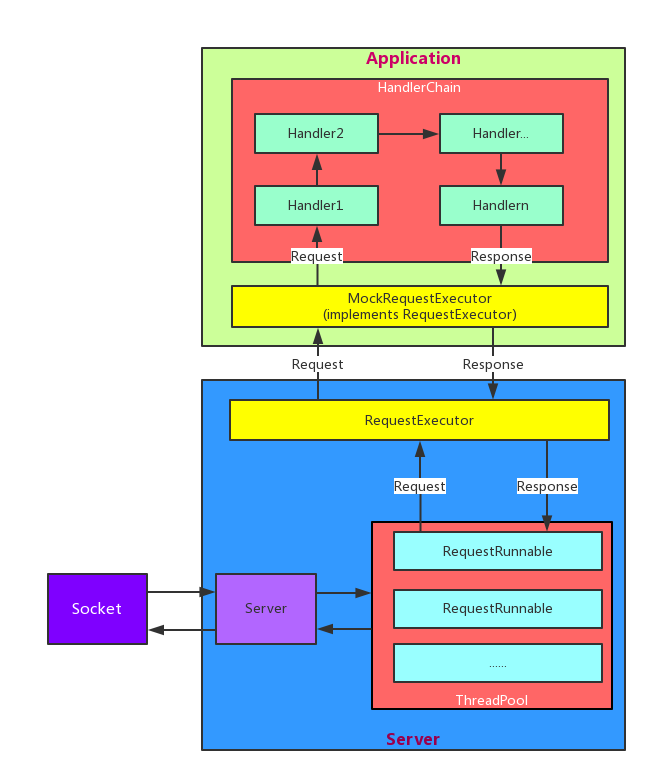 Application
HandlerChain
Handler2
Handler...
Handler1
Handlern
Request
Response
MockRequestExecutor
(implements RequestExecutor)
Request
Response
RequestExecutor
Request
Response
RequestRunnable
Socket
Server
RequestRunnable
......
ThreadPool
Server